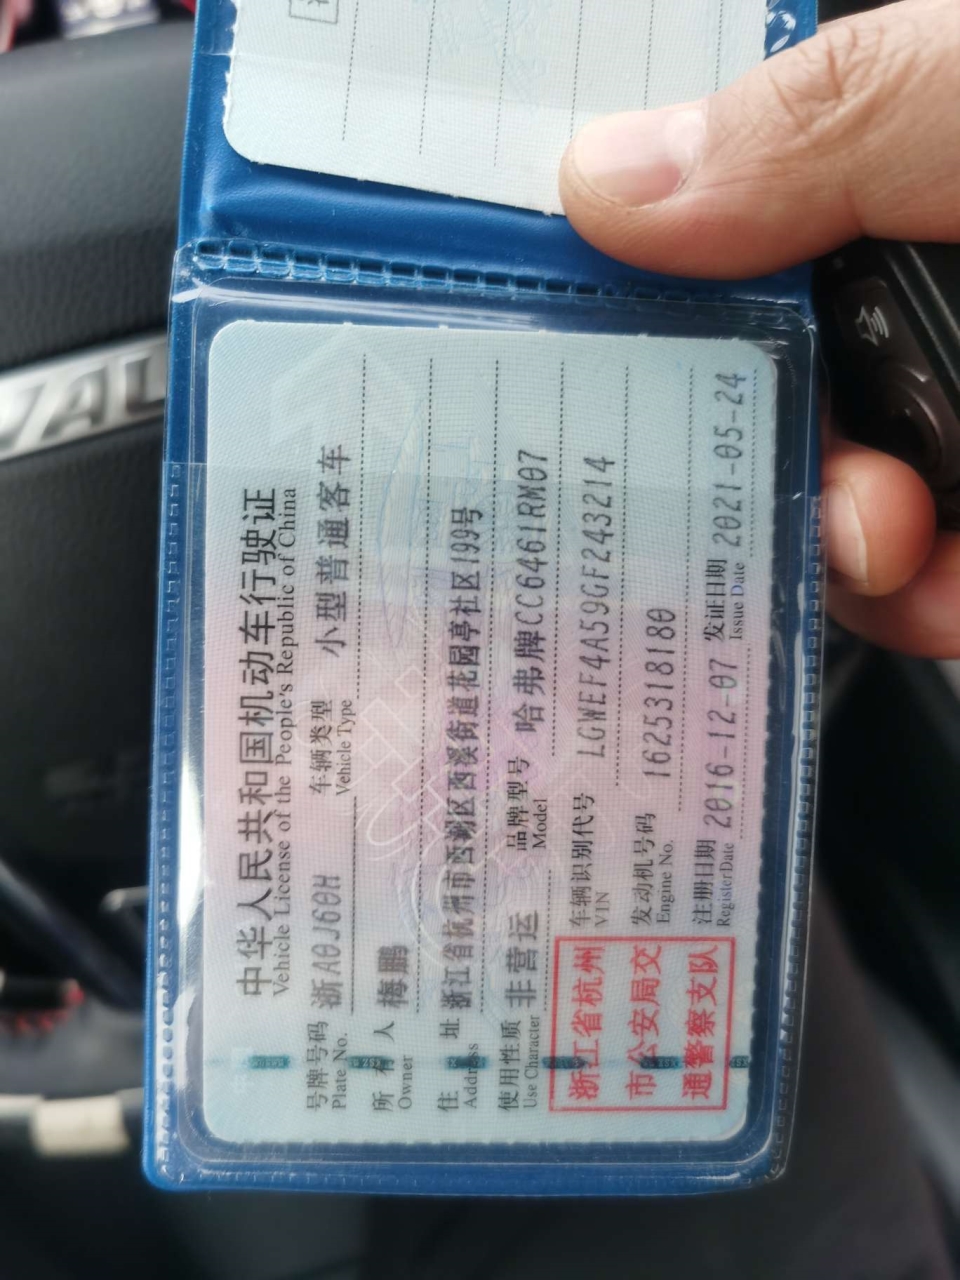 中华人民共和国机动车行驶证
Vehicle License of the People's Republic of China
号牌号码 浙A0J60H 车辆类型 小型普通客车
Plate No. Vehicle Type
所有人 梅鹏
Owner
住址 浙江省杭州市西湖区西溪街道花园亭社区199号
Address
使用性质 非营运 品牌型号 哈弗牌CC6461RM07
Use Character Model
浙江省杭州
市公安局交
通警察支队
车辆识别代号 LGWEF4A59GF243214
VIN
发动机号码 1625318180
Engine No.
注册日期 2016-12-07 发证日期 2021-05-24
Register Date Issue Date
VAL